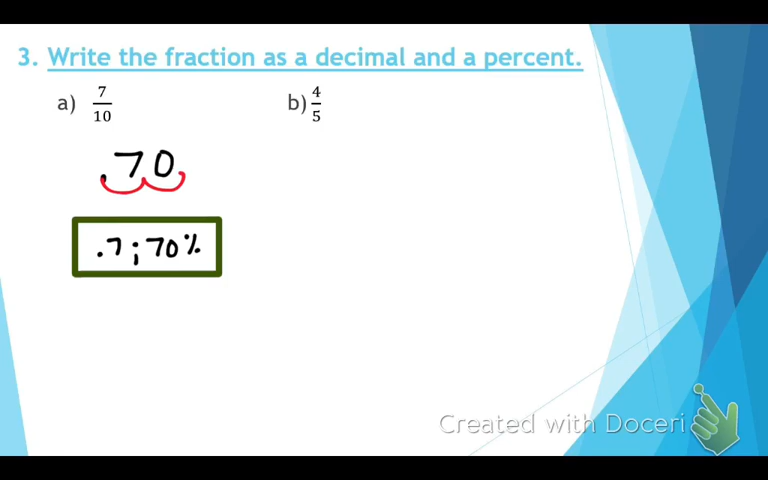 3. Write the fraction as a decimal and a percent.
a) 7/10 b) 4/5
.70
.7 ; 70%
Created with Doceri